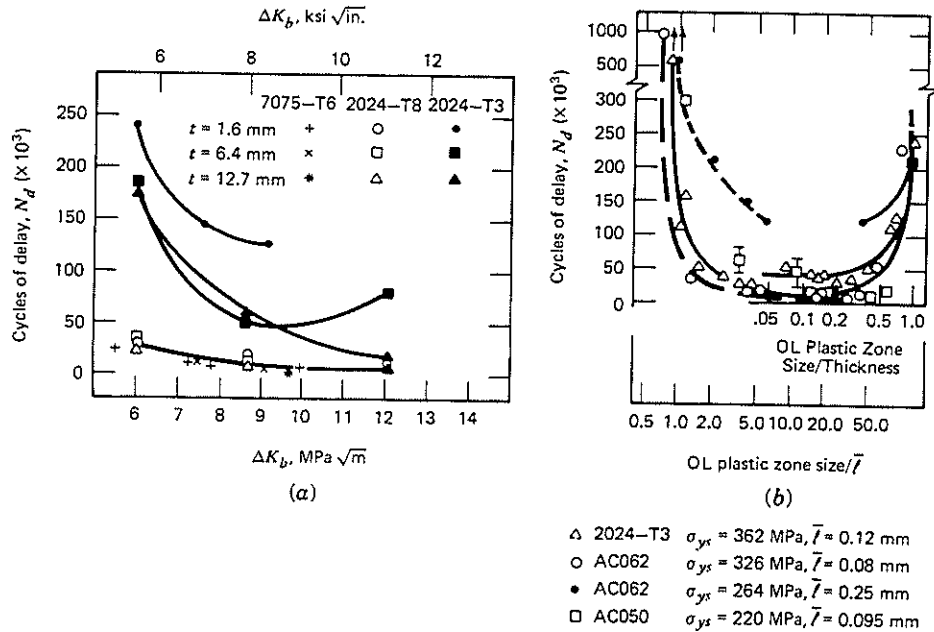 ΔK_b, ksi √in.
6 8 10 12
7075–T6 2024–T8 2024–T3
t = 1.6 mm + ○ •
t = 6.4 mm × □ ■
t = 12.7 mm * △ ▲
Cycles of delay, N_d (× 10³)
250
200
150
100
50
0
6 7 8 9 10 11 12 13 14
ΔK_b, MPa √m
(a)
Cycles of delay, N_d (× 10³)
1000
500
300
200
150
100
50
0
.05 0.1 0.2 0.5 1.0
OL Plastic Zone
Size/Thickness
0.5 1.0 2.0 5.0 10.0 20.0 50.0
OL plastic zone size/l̄
(b)
△ 2024–T3 σ_ys = 362 MPa, l̄ = 0.12 mm
○ AC062 σ_ys = 326 MPa, l̄ = 0.08 mm
• AC062 σ_ys = 264 MPa, l̄ = 0.25 mm
□ AC050 σ_ys = 220 MPa, l̄ = 0.095 mm